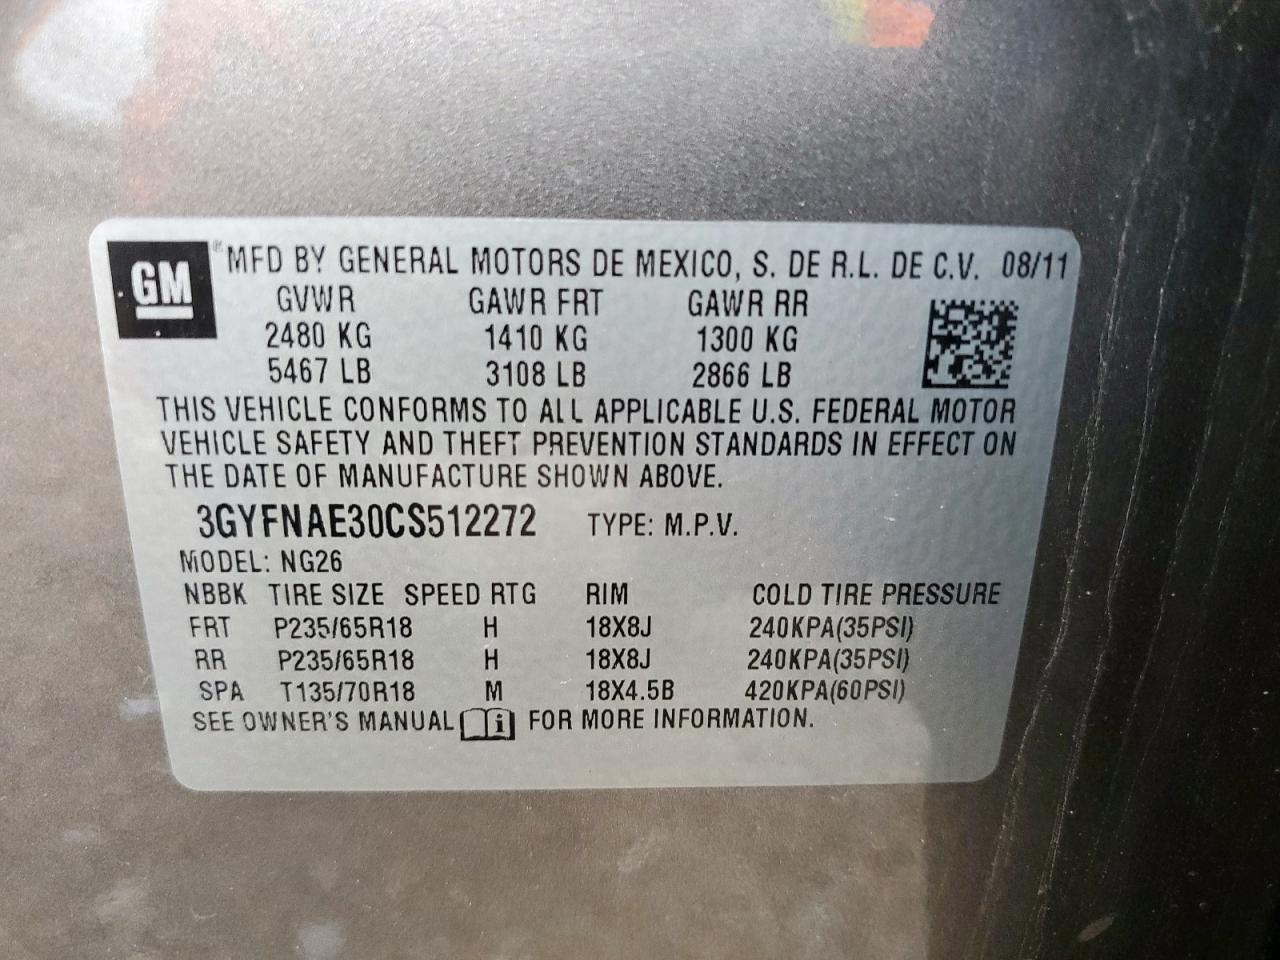 GM ® MFD BY GENERAL MOTORS DE MEXICO, S. DE R.L. DE C.V. 08/11
GVWR GAWR FRT GAWR RR
2480 KG 1410 KG 1300 KG
5467 LB 3108 LB 2866 LB
THIS VEHICLE CONFORMS TO ALL APPLICABLE U.S. FEDERAL MOTOR
VEHICLE SAFETY AND THEFT PREVENTION STANDARDS IN EFFECT ON
THE DATE OF MANUFACTURE SHOWN ABOVE.
3GYFNAE30CS512272 TYPE: M.P.V.
MODEL: NG26
NBBK TIRE SIZE SPEED RTG RIM COLD TIRE PRESSURE
FRT P235/65R18 H 18X8J 240KPA(35PSI)
RR P235/65R18 H 18X8J 240KPA(35PSI)
SPA T135/70R18 M 18X4.5B 420KPA(60PSI)
SEE OWNER'S MANUAL i FOR MORE INFORMATION.